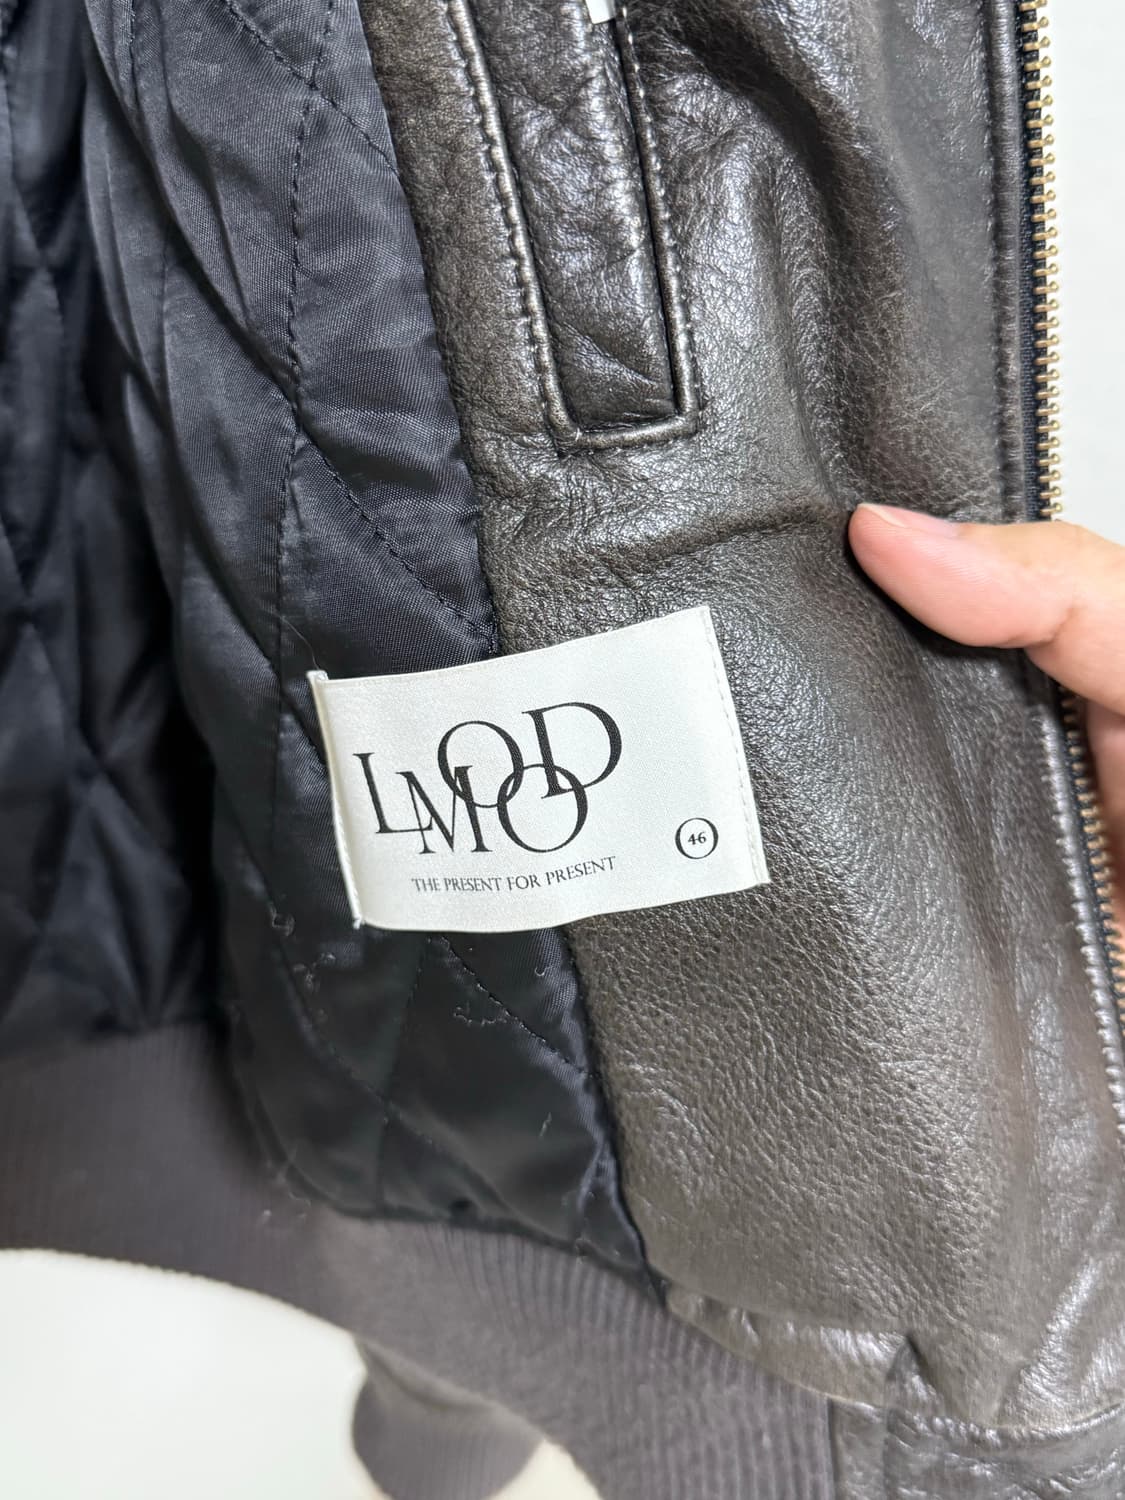 LMOOD
46
THE PRESENT FOR PRESENT